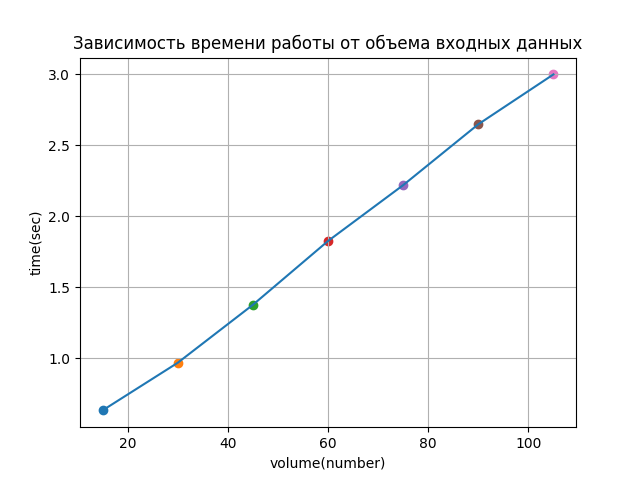 Зависимость времени работы от объема входных данных
3.0
2.5
2.0
1.5
1.0
time(sec)
20 40 60 80 100
volume(number)